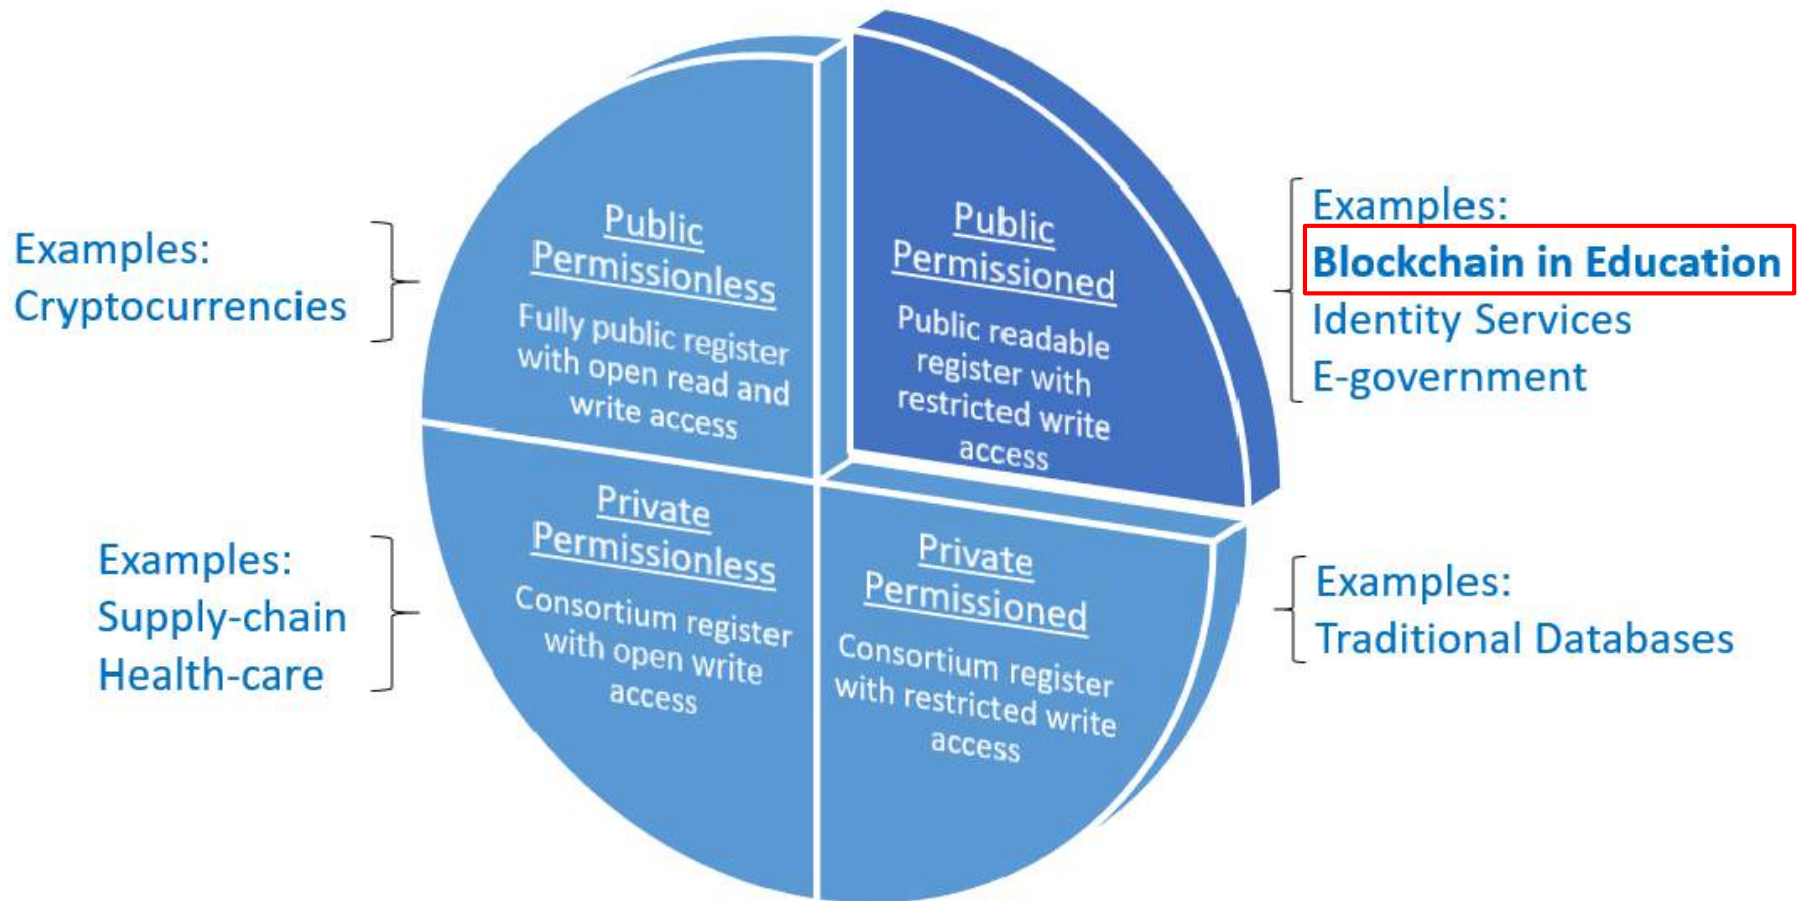 Examples:
Cryptocurrencies
Public
Permissionless
Fully public register
with open read and
write access
Public
Permissioned
Public readable
register with
restricted write
access
Examples:
Blockchain in Education
Identity Services
E-government
Examples:
Supply-chain
Health-care
Private
Permissionless
Consortium register
with open write
access
Private
Permissioned
Consortium register
with restricted write
access
Examples:
Traditional Databases